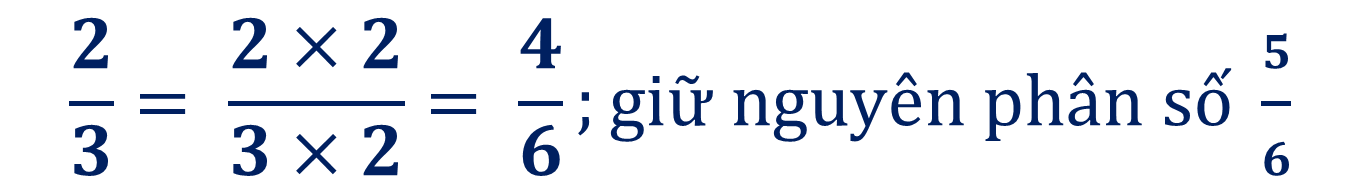 2/3 = 2 × 2/3 × 2 = 4/6 ; giữ nguyên phân số 5/6